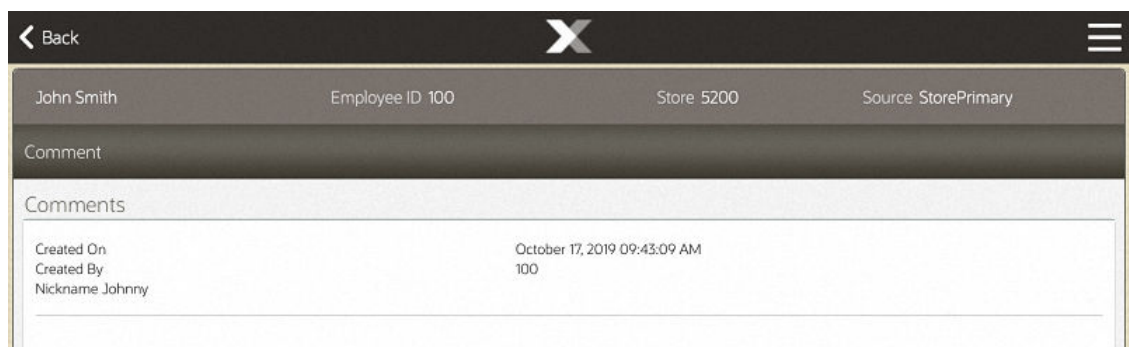 Back
John Smith Employee ID 100 Store 5200 Source StorePrimary
Comment
Comments
Created On October 17, 2019 09:43:09 AM
Created By 100
Nickname Johnny